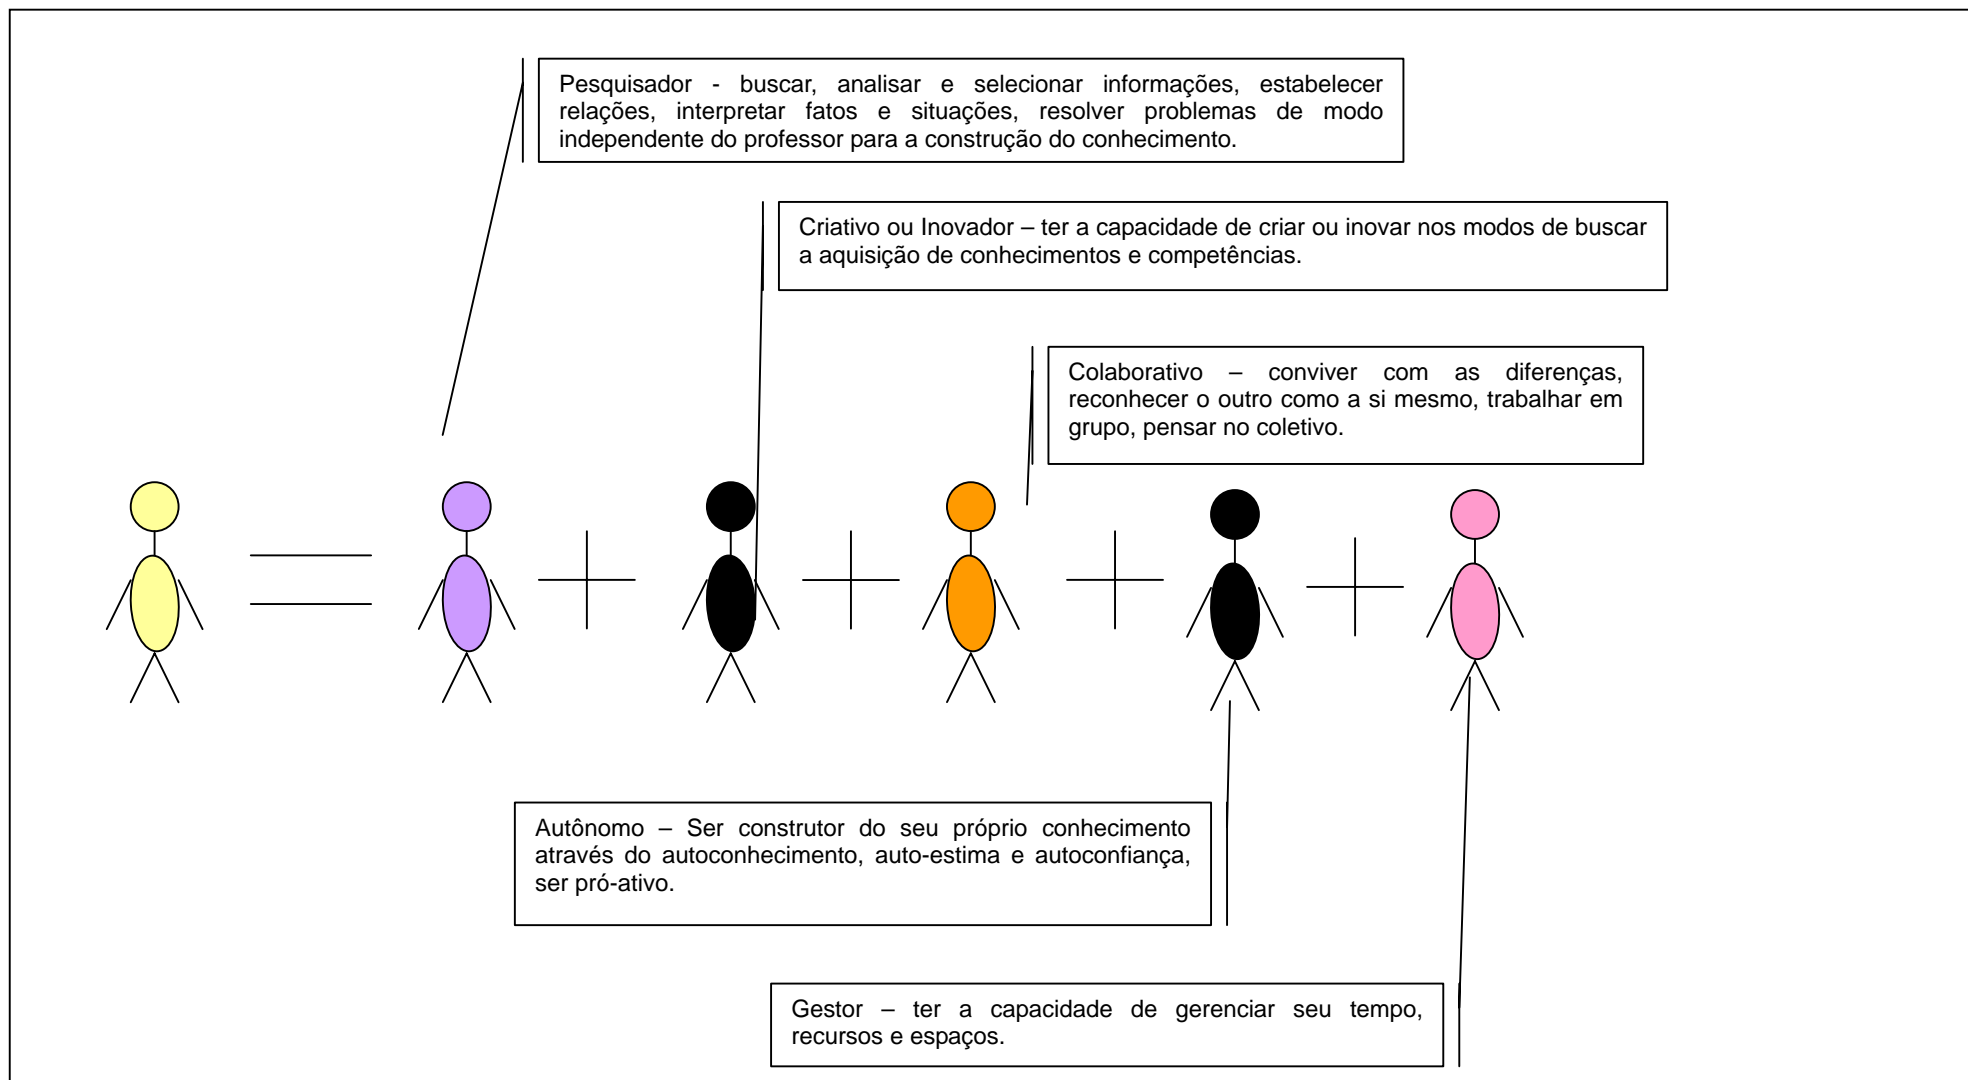 Pesquisador - buscar, analisar e selecionar informações, estabelecer
relações, interpretar fatos e situações, resolver problemas de modo
independente do professor para a construção do conhecimento.
Criativo ou Inovador – ter a capacidade de criar ou inovar nos modos de buscar
a aquisição de conhecimentos e competências.
Colaborativo – conviver com as diferenças,
reconhecer o outro como a si mesmo, trabalhar em
grupo, pensar no coletivo.
Autônomo – Ser construtor do seu próprio conhecimento
através do autoconhecimento, auto-estima e autoconfiança,
ser pró-ativo.
Gestor – ter a capacidade de gerenciar seu tempo,
recursos e espaços.